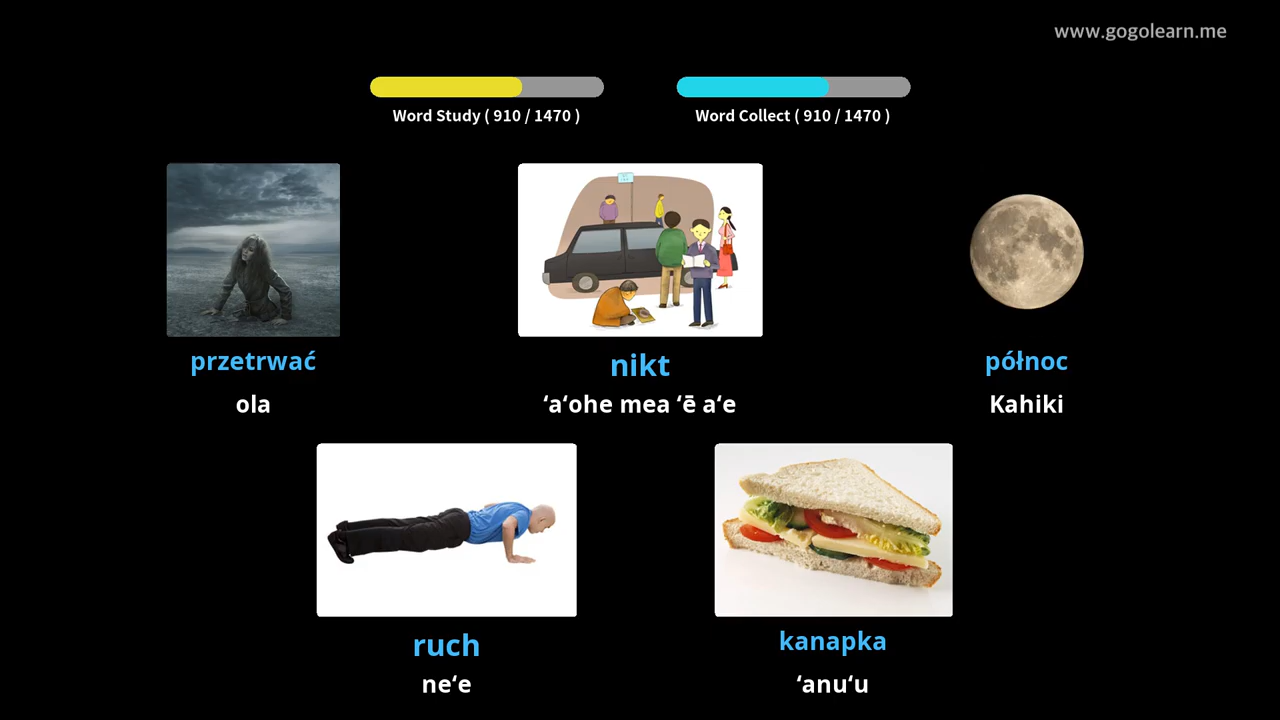 www.gogolearn.me
Word Study ( 910 / 1470 )
Word Collect ( 910 / 1470 )
przetrwać
nikt
północ
ola
ʻaʻohe mea ʻē aʻe
Kahiki
ruch
kanapka
neʻe
ʻanuʻu